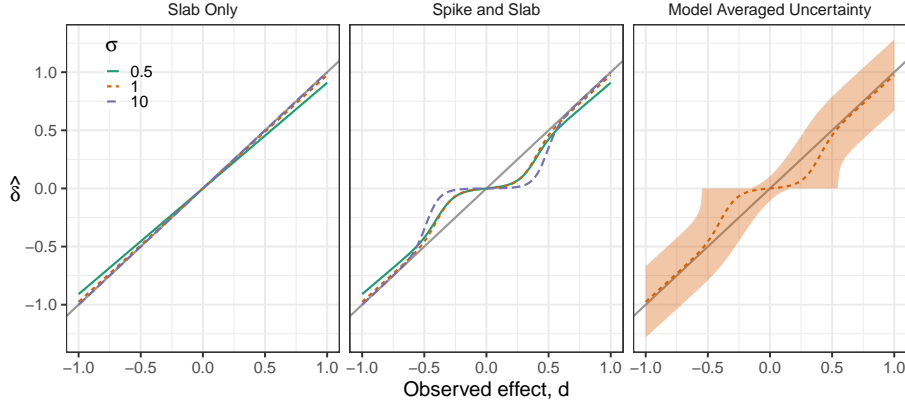 Slab Only
Spike and Slab
Model Averaged Uncertainty
σ
0.5
1
10
1.0
0.5
0.0
−0.5
−1.0
δ̂
−1.0 −0.5 0.0 0.5 1.0
−1.0 −0.5 0.0 0.5 1.0
−1.0 −0.5 0.0 0.5 1.0
Observed effect, d